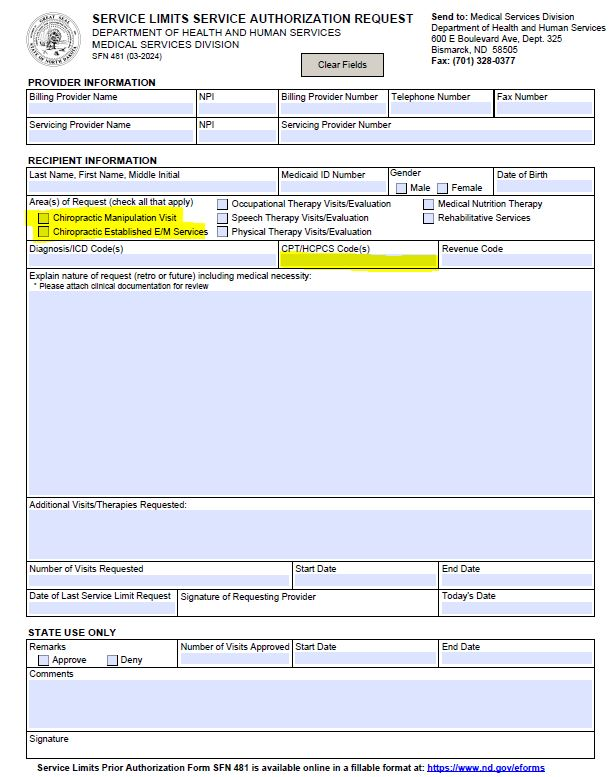 SERVICE LIMITS SERVICE AUTHORIZATION REQUEST
DEPARTMENT OF HEALTH AND HUMAN SERVICES
MEDICAL SERVICES DIVISION
SFN 481 (03-2024)
Clear Fields
Send to: Medical Services Division
Department of Health and Human Services
600 E Boulevard Ave, Dept. 325
Bismarck, ND 58505
Fax: (701) 328-0377
PROVIDER INFORMATION
Billing Provider Name NPI Billing Provider Number Telephone Number Fax Number
Servicing Provider Name NPI Servicing Provider Number
RECIPIENT INFORMATION
Last Name, First Name, Middle Initial Medicaid ID Number Gender Date of Birth
Male Female
Area(s) of Request (check all that apply) Occupational Therapy Visits/Evaluation Medical Nutrition Therapy
Chiropractic Manipulation Visit Speech Therapy Visits/Evaluation Rehabilitative Services
Chiropractic Established E/M Services Physical Therapy Visits/Evaluation
Diagnosis/ICD Code(s) CPT/HCPCS Code(s) Revenue Code
Explain nature of request (retro or future) including medical necessity:
* Please attach clinical documentation for review
Additional Visits/Therapies Requested:
Number of Visits Requested Start Date End Date
Date of Last Service Limit Request Signature of Requesting Provider Today's Date
STATE USE ONLY
Remarks Number of Visits Approved Start Date End Date
Approve Deny
Comments
Signature
Service Limits Prior Authorization Form SFN 481 is available online in a fillable format at: https://www.nd.gov/eforms